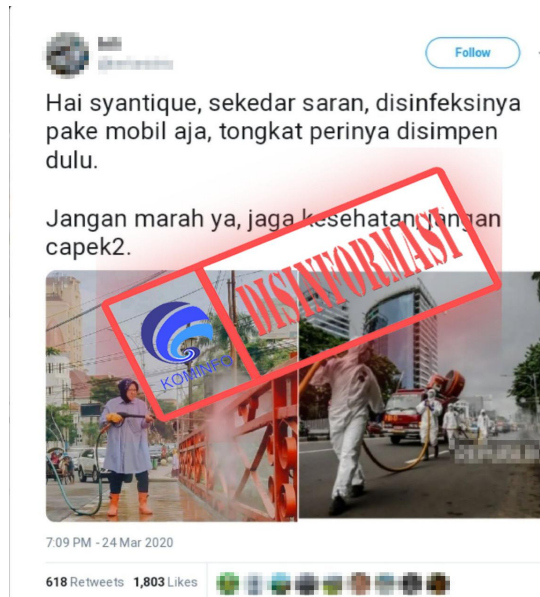 Follow
Hai syantique, sekedar saran, disinfeksinya
pake mobil aja, tongkat perinya disimpen
dulu.
Jangan marah ya, jaga kesehatan, jangan
capek2.
DISINFORMASI
KOMINFO
7:09 PM - 24 Mar 2020
618 Retweets 1,803 Likes